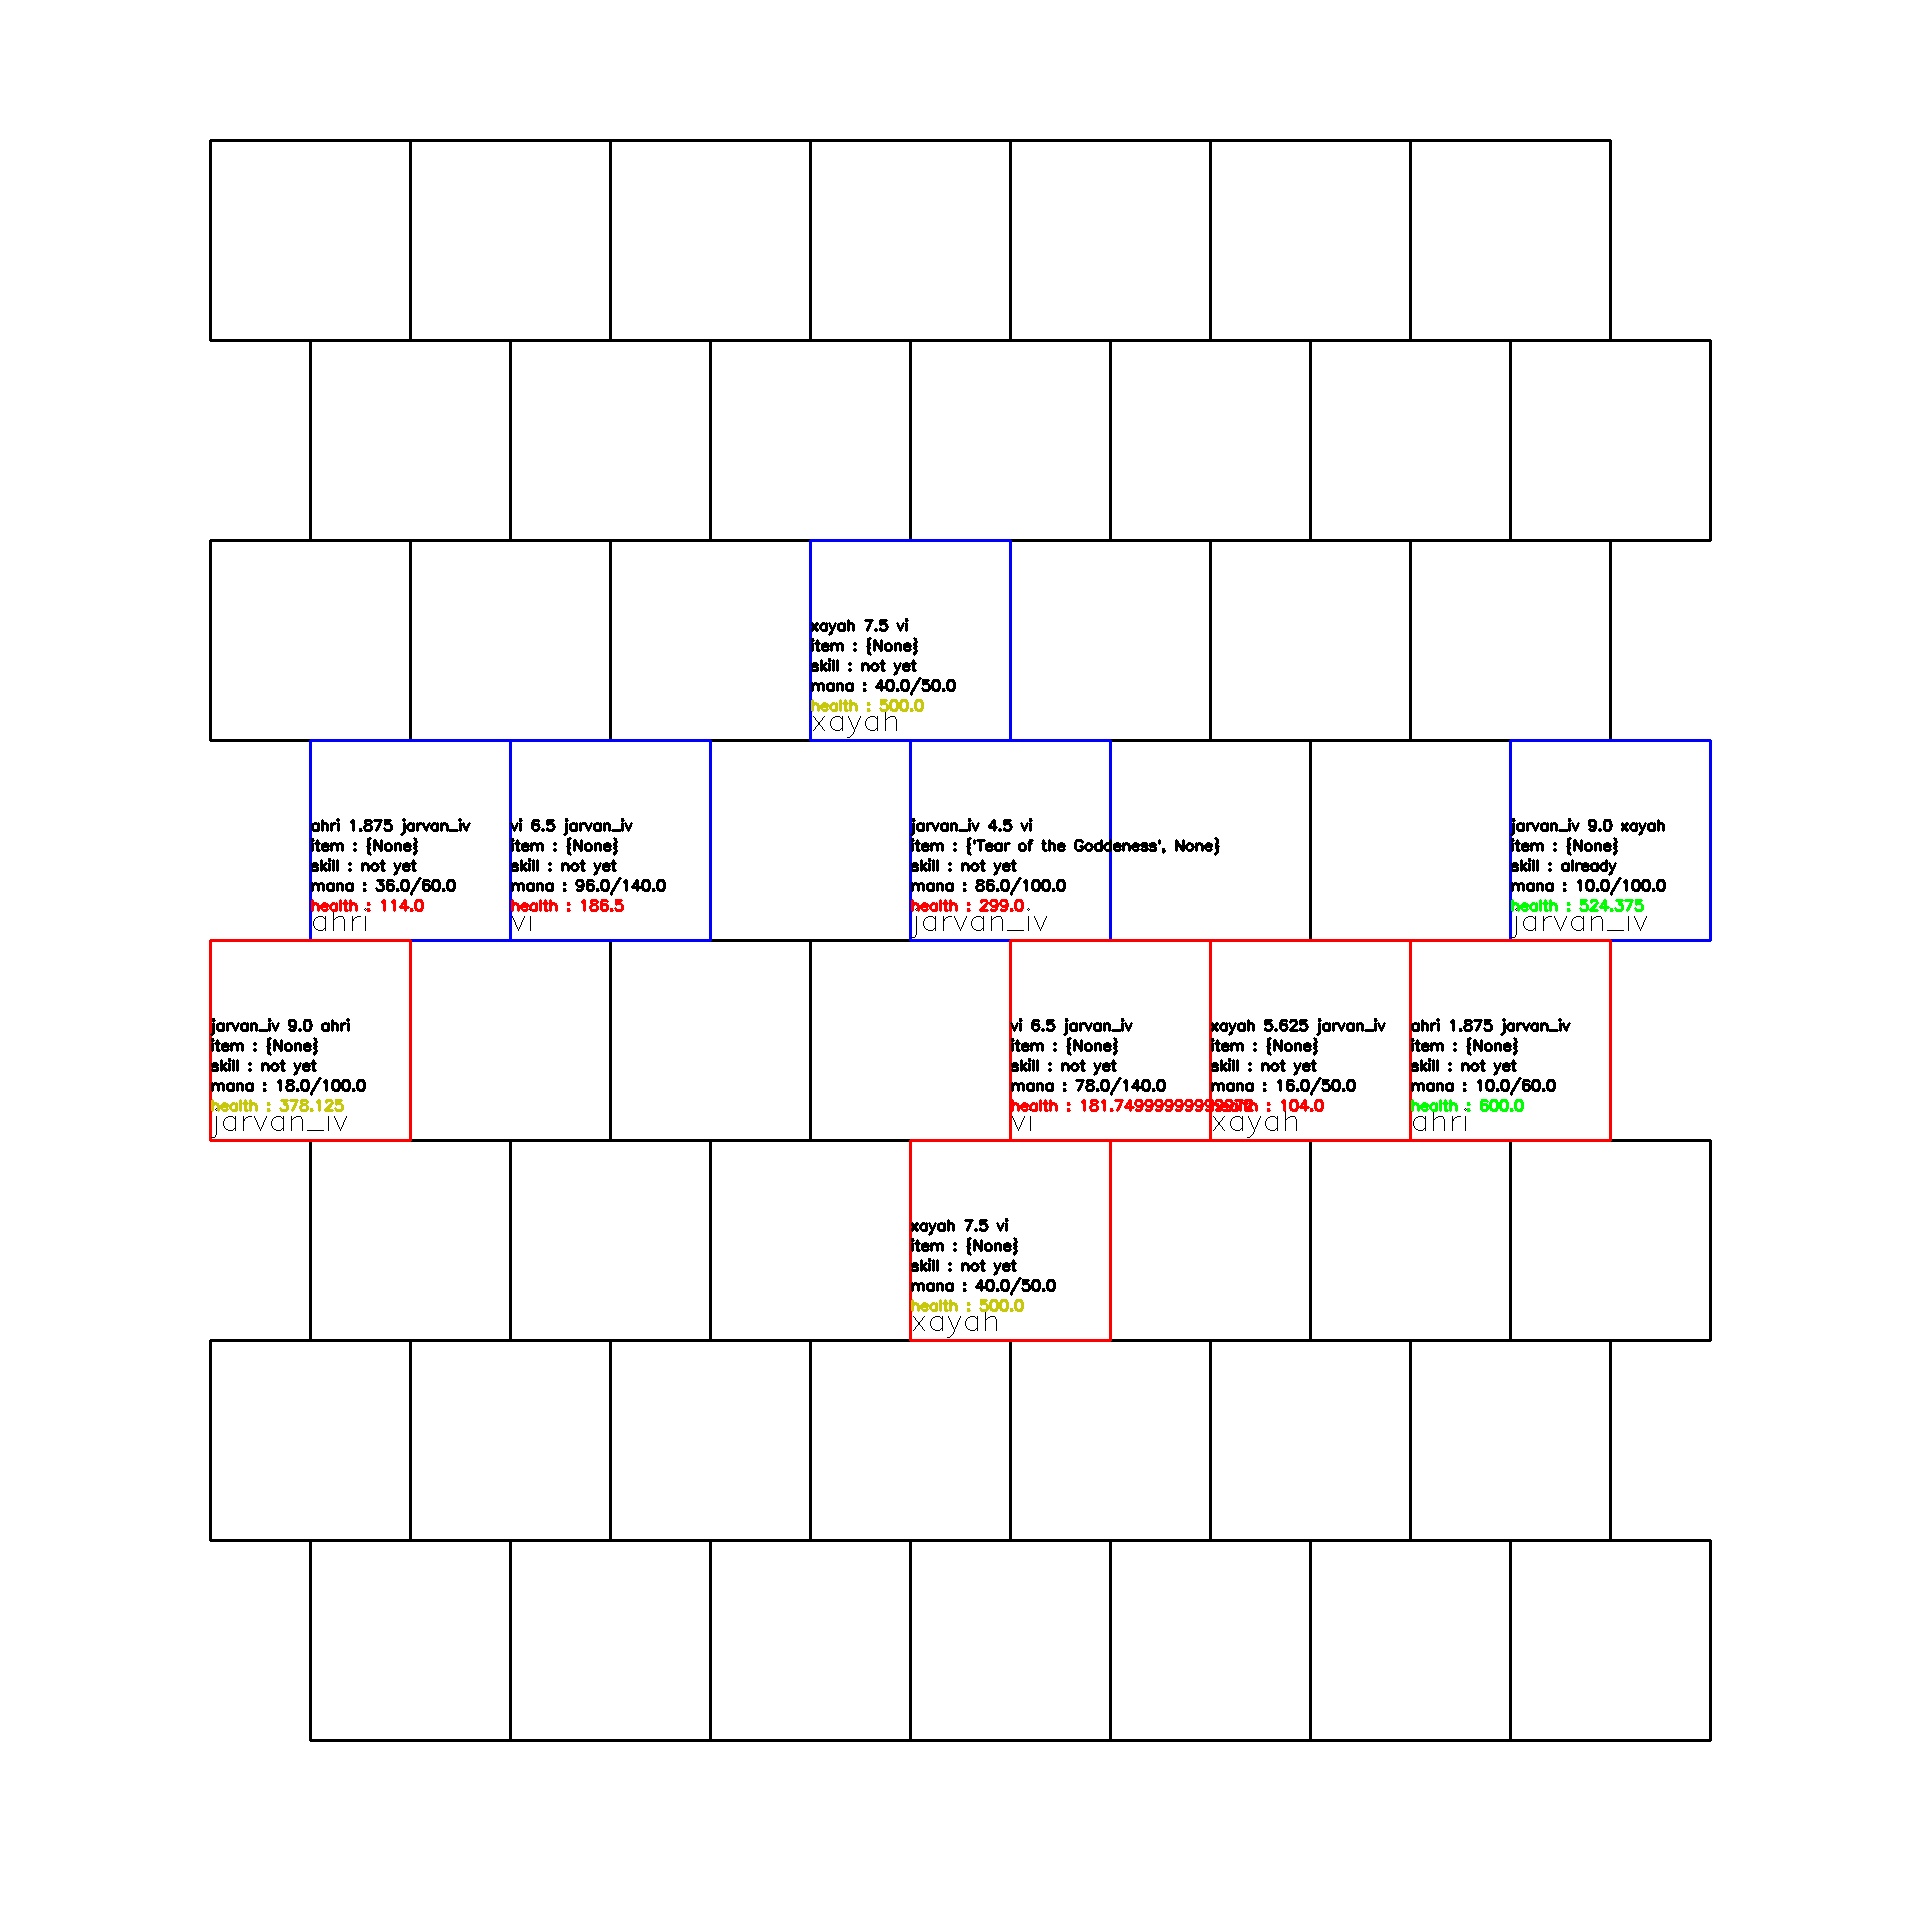 xayah 7.5 vi
item : {None}
skill : not yet
mana : 40.0/50.0
health : 500.0
xayah
ahri 1.875 jarvan_iv
item : {None}
skill : not yet
mana : 36.0/60.0
health : 114.0
ahri
vi 6.5 jarvan_iv
item : {None}
skill : not yet
mana : 96.0/140.0
health : 186.5
vi
jarvan_iv 4.5 vi
item : {'Tear of the Goddeness', None}
skill : not yet
mana : 86.0/100.0
health : 299.0
jarvan_iv
jarvan_iv 9.0 xayah
item : {None}
skill : already
mana : 10.0/100.0
health : 524.375
jarvan_iv
jarvan_iv 9.0 ahri
item : {None}
skill : not yet
mana : 18.0/100.0
health : 378.125
jarvan_iv
vi 6.5 jarvan_iv
item : {None}
skill : not yet
mana : 78.0/140.0
health :
vi
xayah 5.625 jarvan_iv
item : {None}
skill : not yet
mana : 16.0/50.0
health : 104.0
xayah
ahri 1.875 jarvan_iv
item : {None}
skill : not yet
mana : 10.0/60.0
health : 600.0
ahri
xayah 7.5 vi
item : {None}
skill : not yet
mana : 40.0/50.0
health : 500.0
xayah